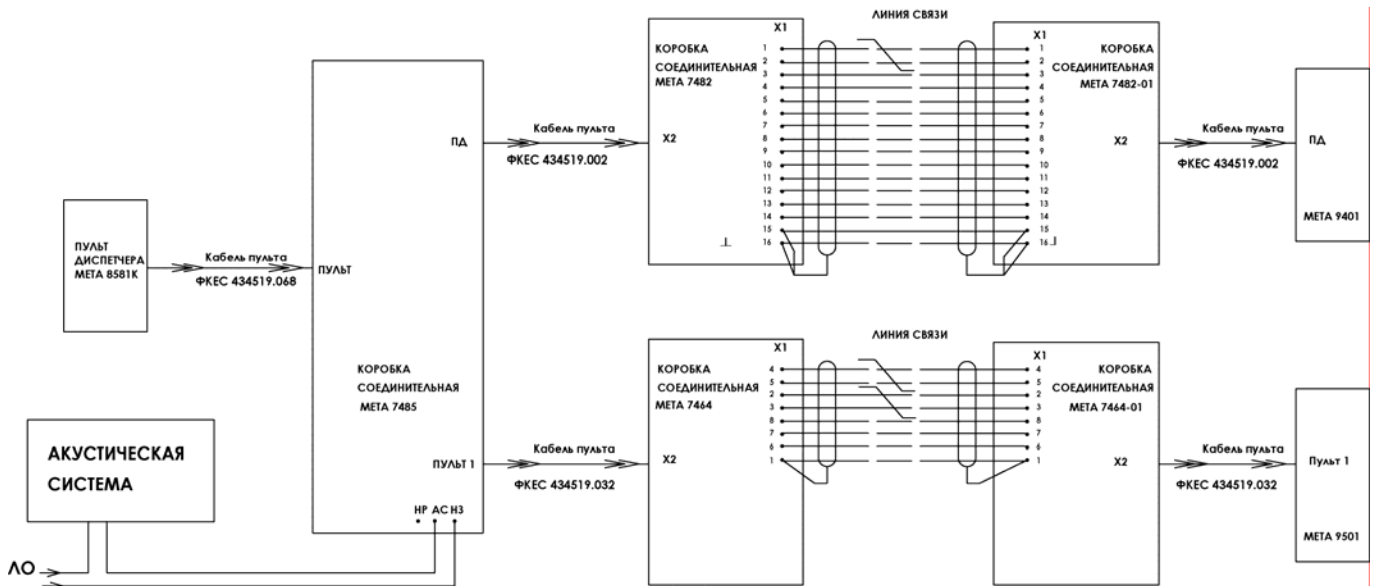 ЛИНИЯ СВЯЗИ
X1
КОРОБКА
СОЕДИНИТЕЛЬНАЯ
МЕТА 7482
X2
1
2
3
4
5
6
7
8
9
10
11
12
13
14
15
16
X1
1
2
3
4
5
6
7
8
9
10
11
12
13
14
15
16
КОРОБКА
СОЕДИНИТЕЛЬНАЯ
МЕТА 7482-01
X2
Кабель пульта
ФКЕС 434519.002
ПД
МЕТА 9401
ПД
Кабель пульта
ФКЕС 434519.002
ПУЛЬТ
ДИСПЕТЧЕРА
МЕТА 8581К
Кабель пульта
ФКЕС 434519.068
ПУЛЬТ
КОРОБКА
СОЕДИНИТЕЛЬНАЯ
МЕТА 7485
ПУЛЬТ 1
НР АС НЗ
АКУСТИЧЕСКАЯ
СИСТЕМА
ЛО
Кабель пульта
ФКЕС 434519.032
ЛИНИЯ СВЯЗИ
X1
КОРОБКА
СОЕДИНИТЕЛЬНАЯ
МЕТА 7464
X2
4
5
2
3
8
7
6
1
X1
4
5
2
3
8
7
6
1
КОРОБКА
СОЕДИНИТЕЛЬНАЯ
МЕТА 7464-01
X2
Кабель пульта
ФКЕС 434519.032
Пульт 1
МЕТА 9501